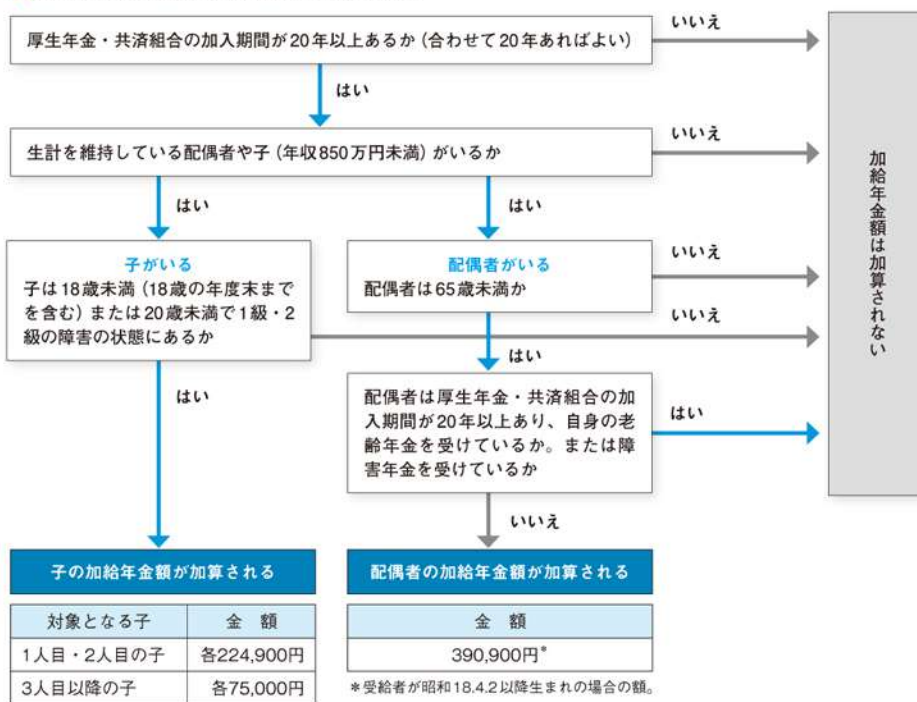 厚生年金・共済組合の加入期間が20年以上あるか（合わせて20年あればよい）
いいえ
はい
生計を維持している配偶者や子（年収850万円未満）がいるか
いいえ
はい
はい
子がいる
子は18歳未満（18歳の年度末まで
を含む）または20歳未満で1級・2
級の障害の状態にあるか
配偶者がいる
配偶者は65歳未満か
いいえ
いいえ
はい
はい
配偶者は厚生年金・共済組合の加
入期間が20年以上あり、自身の老
齢年金を受けているか。または障
害年金を受けているか
はい
いいえ
加給年金額は加算されない
子の加給年金額が加算される
対象となる子 金　額
1人目・2人目の子 各224,900円
3人目以降の子 各75,000円
配偶者の加給年金額が加算される
金　額
390,900円*
*受給者が昭和18.4.2以降生まれの場合の額。